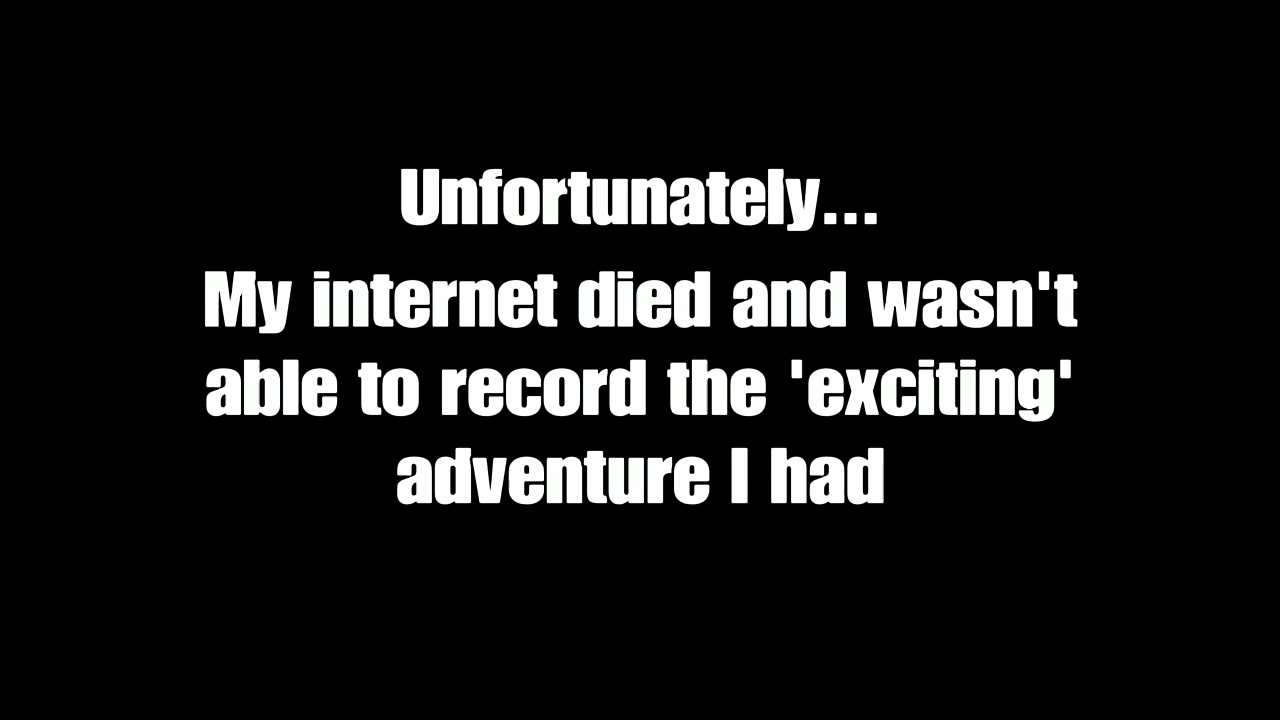 Unfortunately...
My internet died and wasn't
able to record the 'exciting'
adventure I had